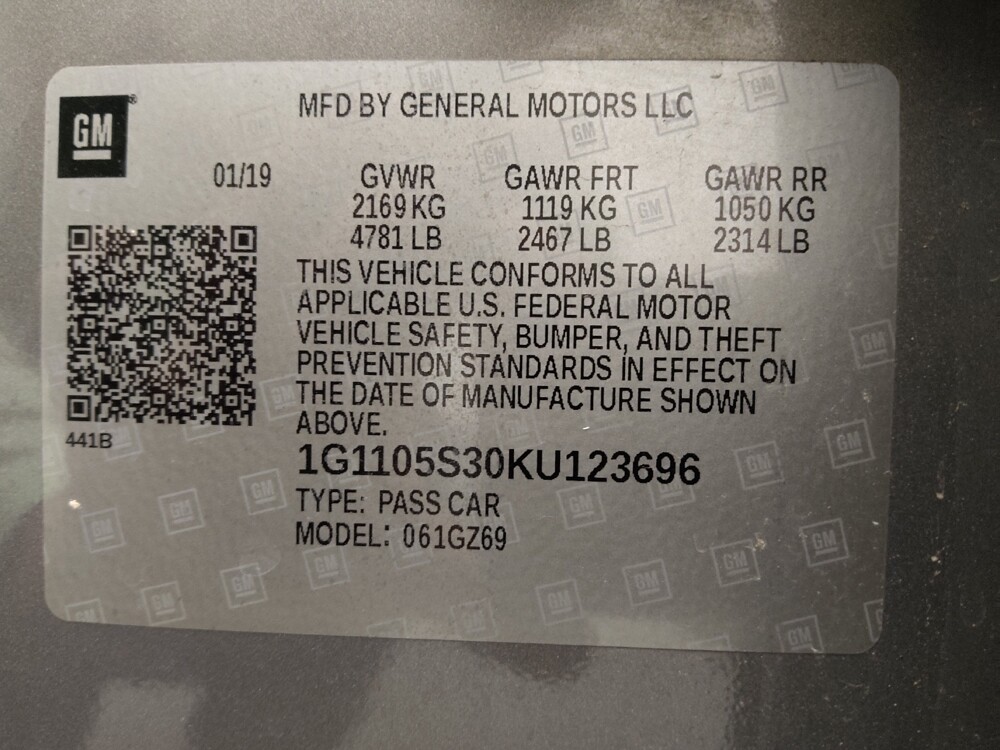 GM
MFD BY GENERAL MOTORS LLC
01/19 GVWR GAWR FRT GAWR RR
2169 KG 1119 KG 1050 KG
4781 LB 2467 LB 2314 LB
THIS VEHICLE CONFORMS TO ALL
APPLICABLE U.S. FEDERAL MOTOR
VEHICLE SAFETY, BUMPER, AND THEFT
PREVENTION STANDARDS IN EFFECT ON
THE DATE OF MANUFACTURE SHOWN
ABOVE.
441B
1G1105S30KU123696
TYPE: PASS CAR
MODEL: 061GZ69